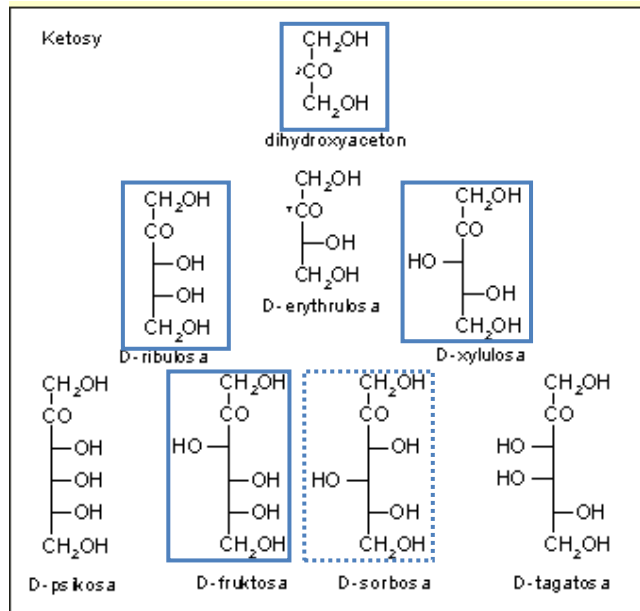 Ketosy
CH₂OH
CO
CH₂OH
dihydroxyaceton
CH₂OH
CO
OH
OH
CH₂OH
D-ribulosa
CH₂OH
CO
OH
CH₂OH
D-erythrulosa
CH₂OH
CO
HO
OH
CH₂OH
D-xylulosa
CH₂OH
CO
OH
OH
OH
CH₂OH
D-psikosa
CH₂OH
CO
HO
OH
OH
CH₂OH
D-fruktosa
CH₂OH
CO
OH
HO
OH
CH₂OH
D-sorbosa
CH₂OH
CO
HO
HO
OH
CH₂OH
D-tagatosa